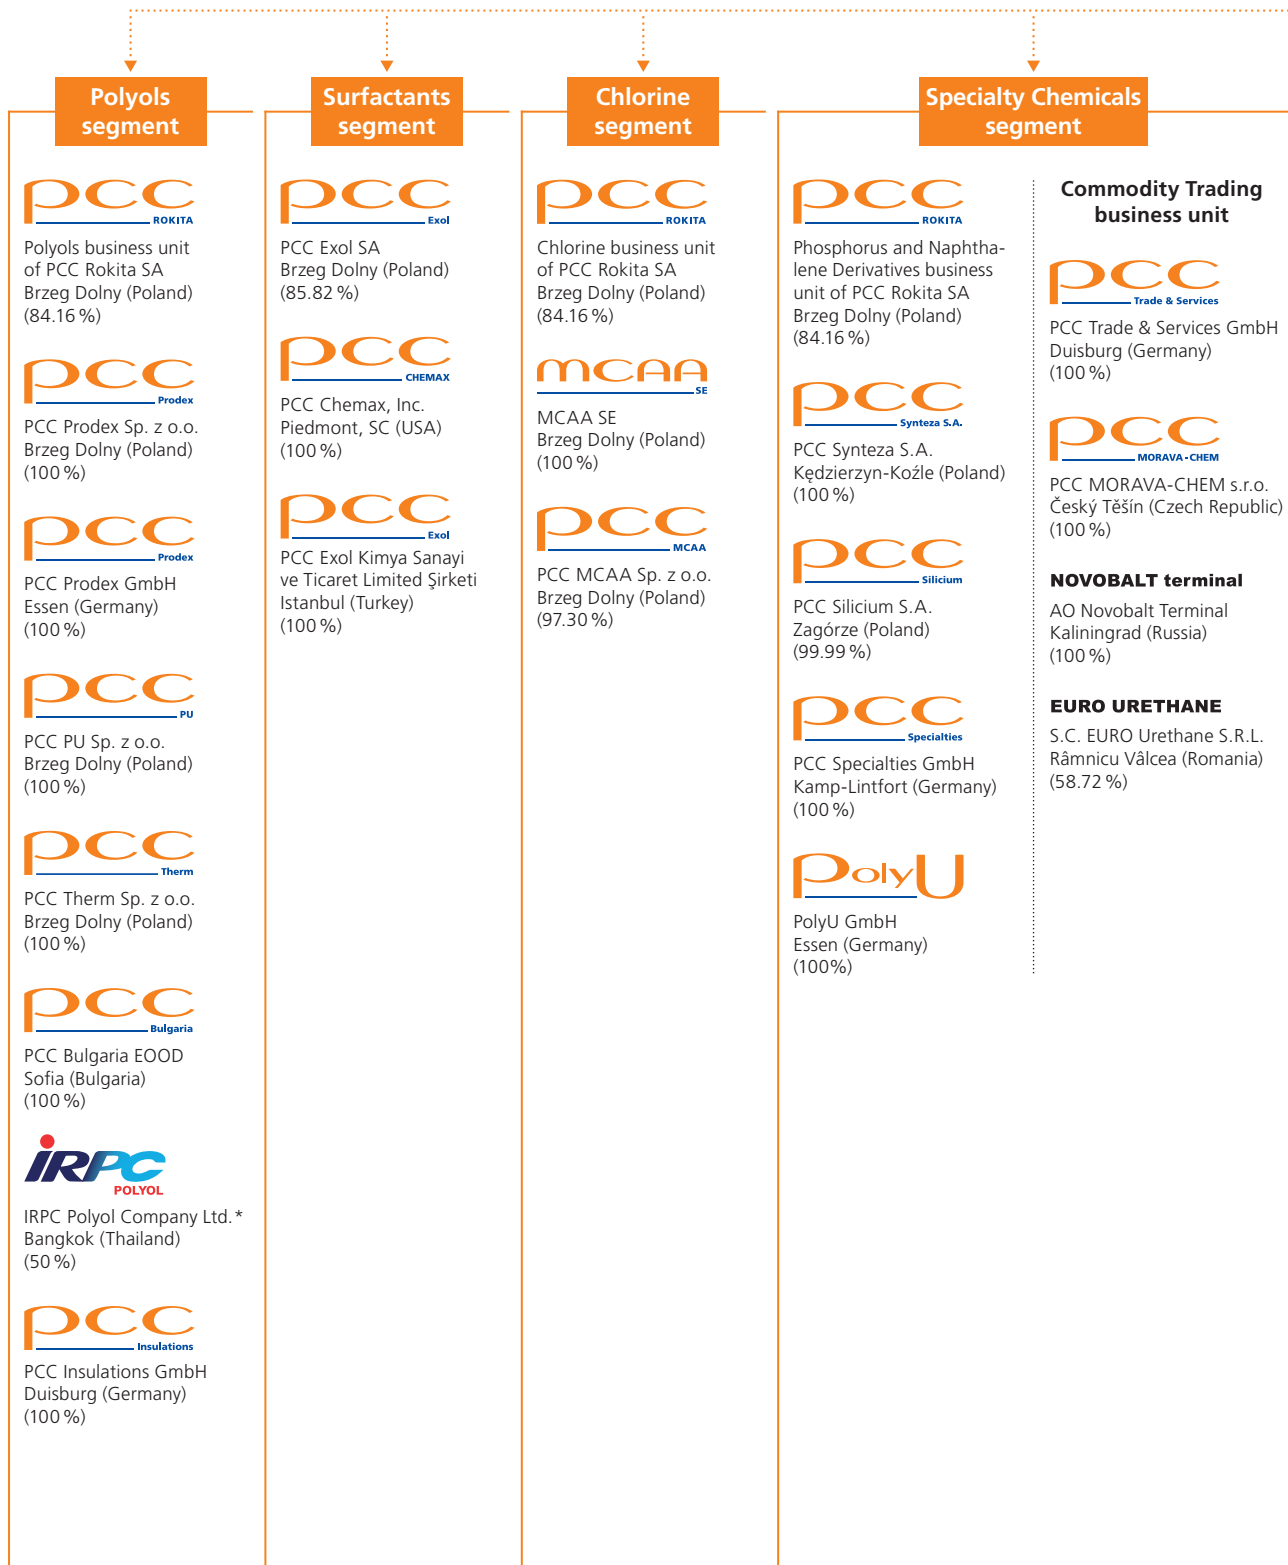 Polyols
segment
pcc
ROKITA
Polyols business unit
of PCC Rokita SA
Brzeg Dolny (Poland)
(84.16 %)
pcc
Prodex
PCC Prodex Sp. z o.o.
Brzeg Dolny (Poland)
(100 %)
pcc
Prodex
PCC Prodex GmbH
Essen (Germany)
(100 %)
pcc
PU
PCC PU Sp. z o.o.
Brzeg Dolny (Poland)
(100 %)
pcc
Therm
PCC Therm Sp. z o.o.
Brzeg Dolny (Poland)
(100 %)
pcc
Bulgaria
PCC Bulgaria EOOD
Sofia (Bulgaria)
(100 %)
iRPC
POLYOL
IRPC Polyol Company Ltd.*
Bangkok (Thailand)
(50 %)
pcc
Insulations
PCC Insulations GmbH
Duisburg (Germany)
(100 %)
Surfactants
segment
pcc
Exol
PCC Exol SA
Brzeg Dolny (Poland)
(85.82 %)
pcc
CHEMAX
PCC Chemax, Inc.
Piedmont, SC (USA)
(100 %)
pcc
Exol
PCC Exol Kimya Sanayi
ve Ticaret Limited Şirketi
Istanbul (Turkey)
(100 %)
Chlorine
segment
pcc
ROKITA
Chlorine business unit
of PCC Rokita SA
Brzeg Dolny (Poland)
(84.16 %)
mcaa
SE
MCAA SE
Brzeg Dolny (Poland)
(100 %)
pcc
MCAA
PCC MCAA Sp. z o.o.
Brzeg Dolny (Poland)
(97.30 %)
Specialty Chemicals
segment
pcc
ROKITA
Phosphorus and Naphtha-
lene Derivatives business
unit of PCC Rokita SA
Brzeg Dolny (Poland)
(84.16 %)
pcc
Synteza S.A.
PCC Synteza S.A.
Kędzierzyn-Koźle (Poland)
(100 %)
pcc
Silicium
PCC Silicium S.A.
Zagórze (Poland)
(99.99 %)
pcc
Specialties
PCC Specialties GmbH
Kamp-Lintfort (Germany)
(100 %)
PolyU
PolyU GmbH
Essen (Germany)
(100%)
Commodity Trading
business unit
pcc
Trade & Services
PCC Trade & Services GmbH
Duisburg (Germany)
(100 %)
pcc
MORAVA-CHEM
PCC MORAVA-CHEM s.r.o.
Český Těšín (Czech Republic)
(100 %)
NOVOBALT terminal
AO Novobalt Terminal
Kaliningrad (Russia)
(100 %)
EURO URETHANE
S.C. EURO Urethane S.R.L.
Râmnicu Vâlcea (Romania)
(58.72 %)